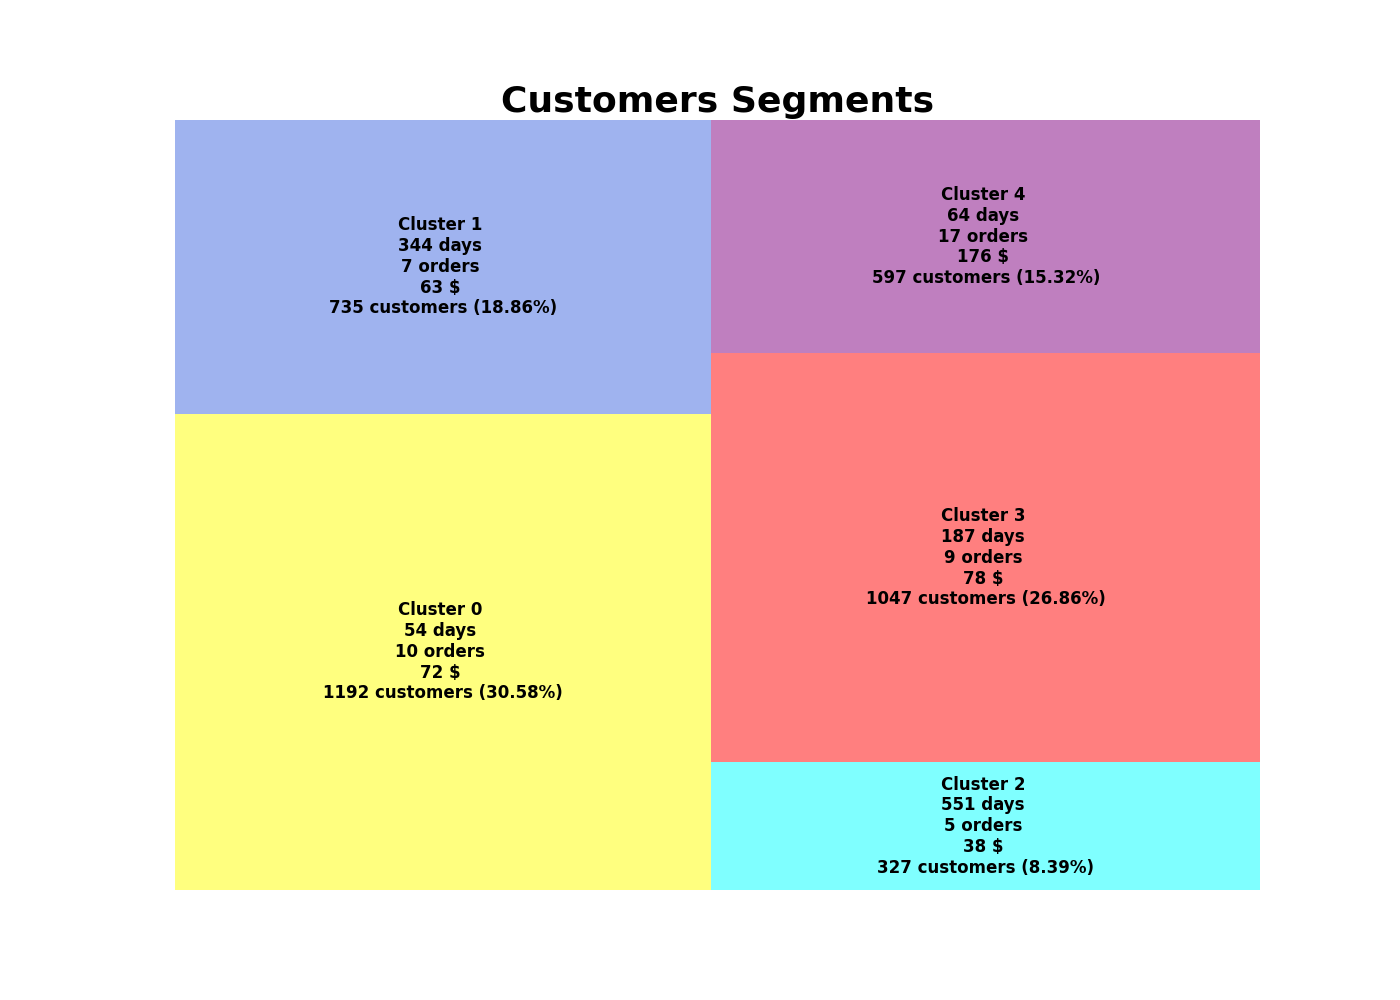 Customers Segments
Cluster 1
344 days
7 orders
63 $
735 customers (18.86%)
Cluster 0
54 days
10 orders
72 $
1192 customers (30.58%)
Cluster 4
64 days
17 orders
176 $
597 customers (15.32%)
Cluster 3
187 days
9 orders
78 $
1047 customers (26.86%)
Cluster 2
551 days
5 orders
38 $
327 customers (8.39%)